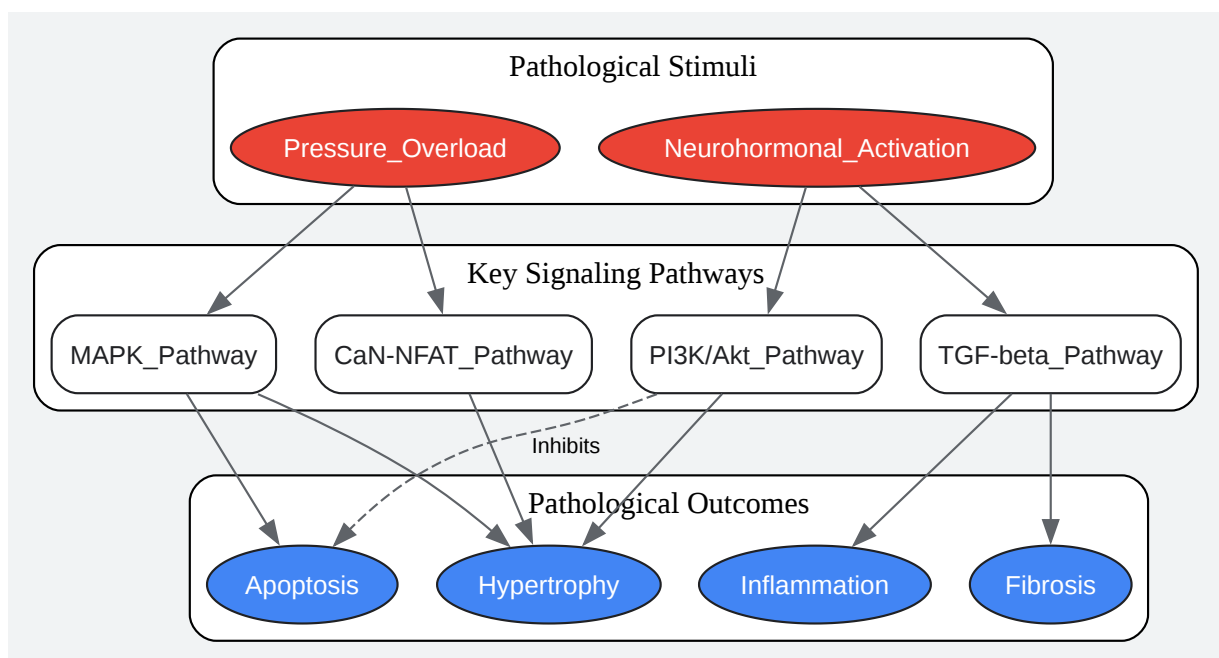 Pathological Stimuli
Pressure_Overload
Neurohormonal_Activation
Key Signaling Pathways
MAPK_Pathway
CaN-NFAT_Pathway
PI3K/Akt_Pathway
TGF-beta_Pathway
Inhibits
Pathological Outcomes
Apoptosis
Hypertrophy
Inflammation
Fibrosis